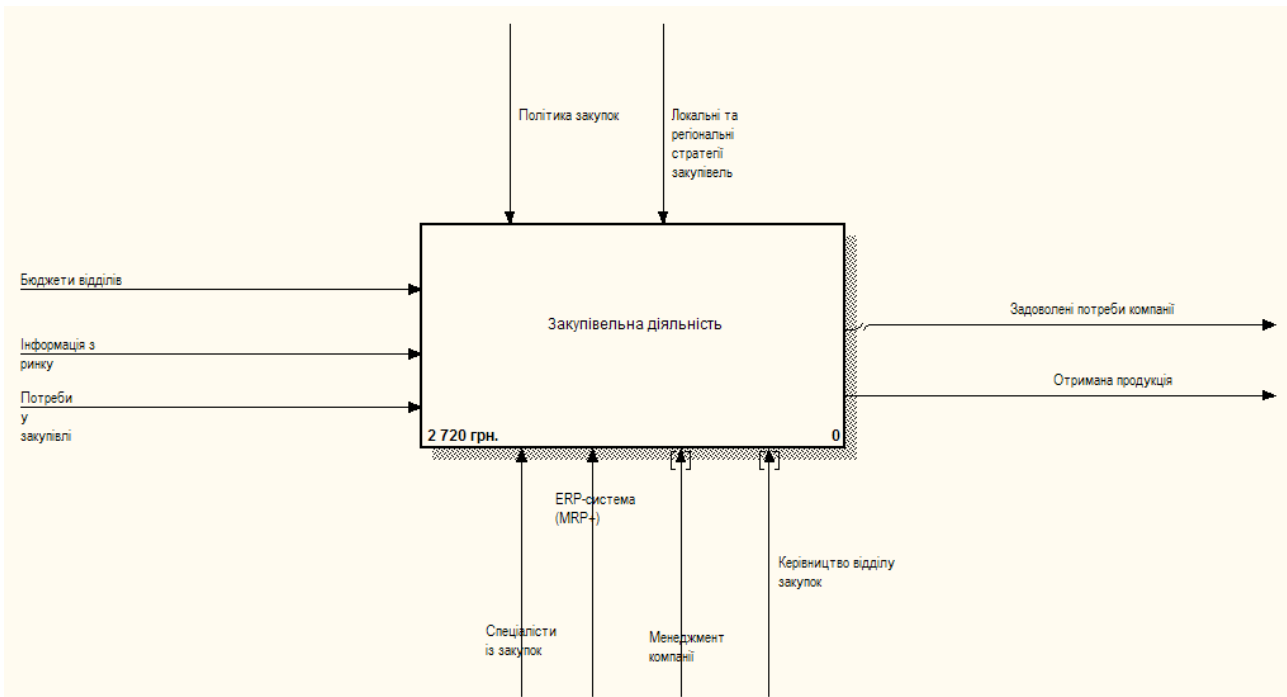 Політика закупок
Локальні та
регіональні
стратегії
закупівель
Бюджети відділів
Інформація з
ринку
Потреби
у
закупівлі
Закупівельна діяльність
2 720 грн.
0
Задоволені потреби компанії
Отримана продукція
ERP-система
(MRP+)
Керівництво відділу
закупок
Спеціалісти
із закупок
Менеджмент
компанії